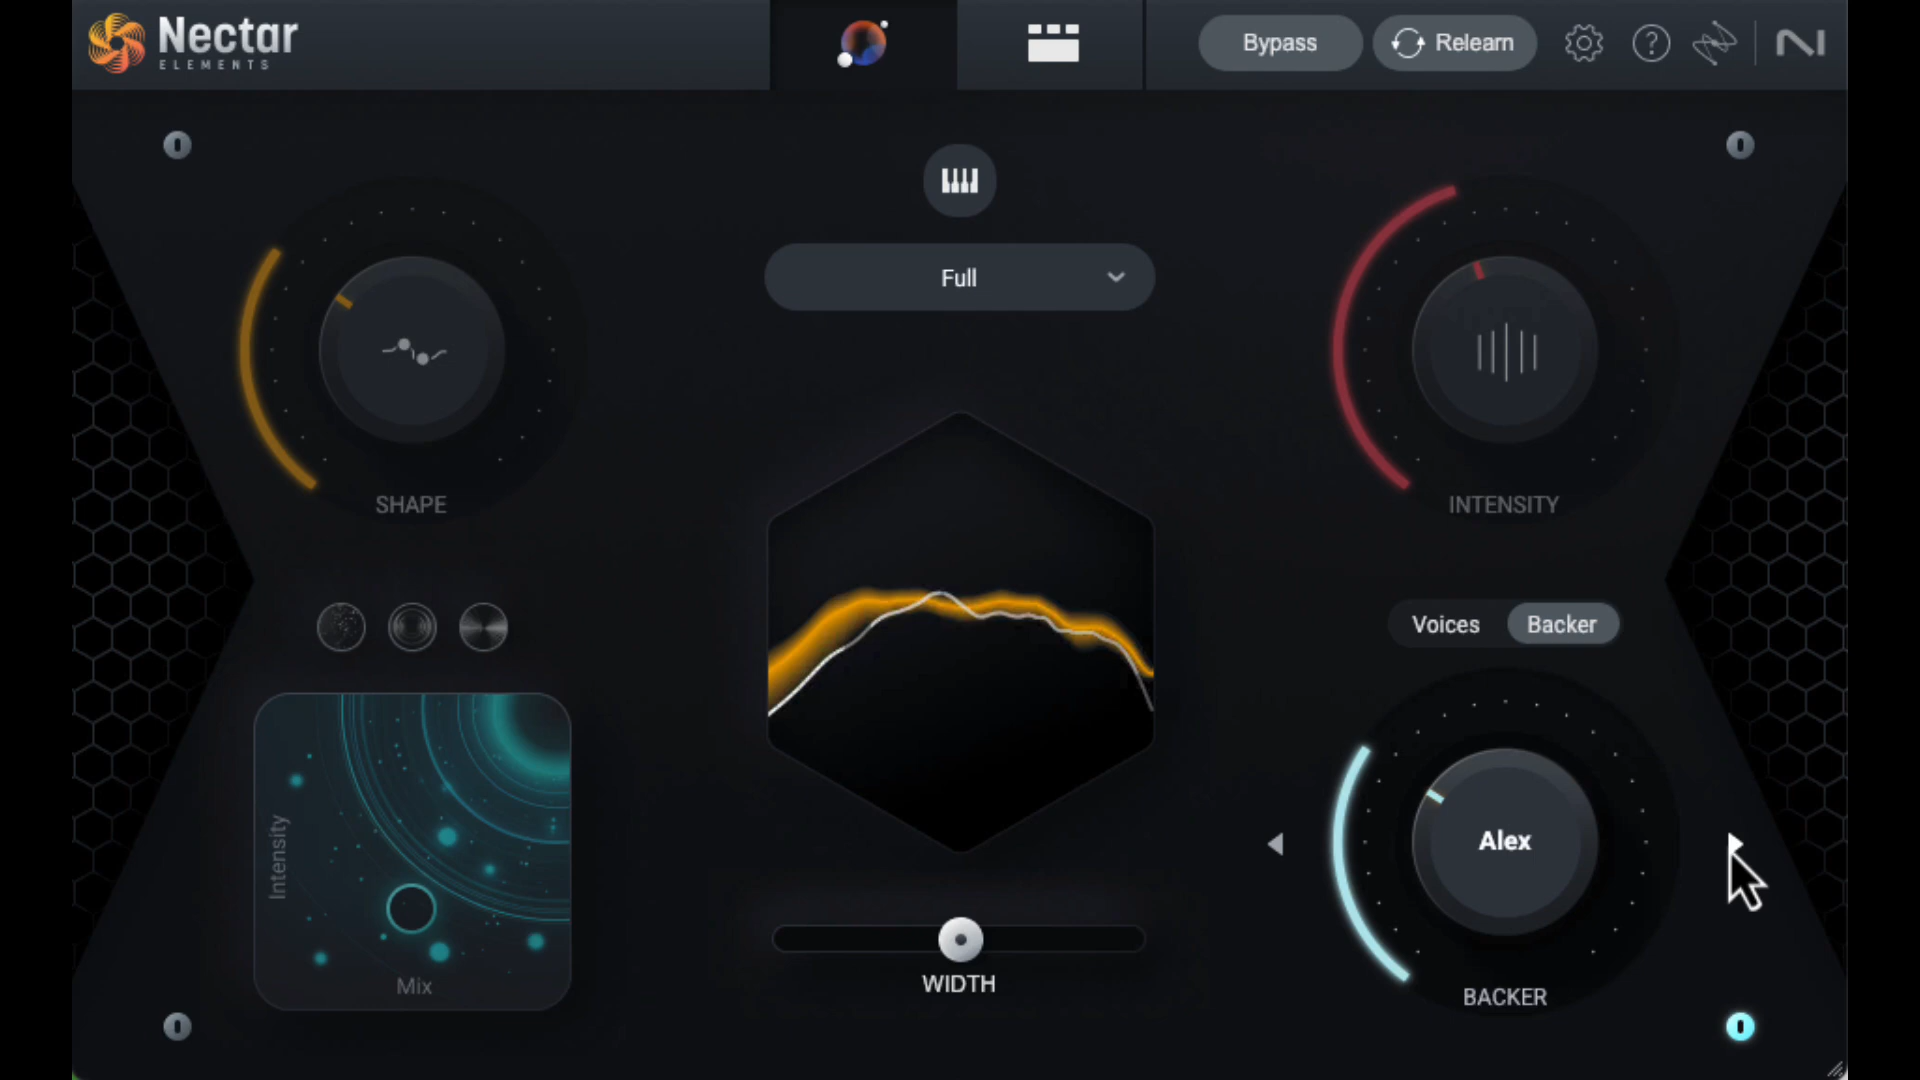 Nectar
ELEMENTS
Bypass
Relearn
Full
SHAPE
INTENSITY
Voices
Backer
Intensity
Mix
WIDTH
Alex
BACKER